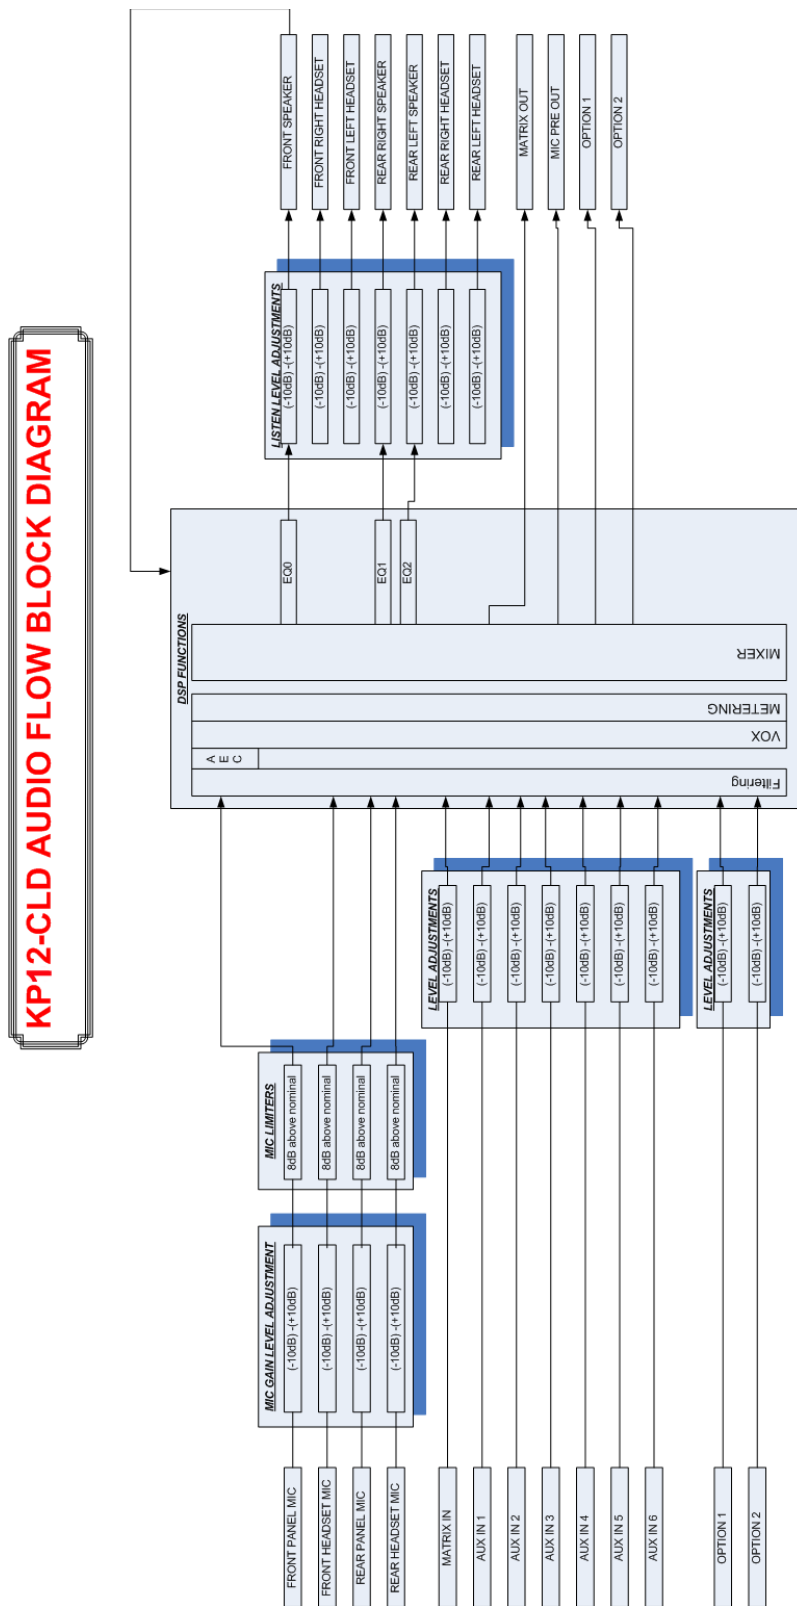 KP12-CLD AUDIO FLOW BLOCK DIAGRAM
FRONT PANEL MIC
FRONT HEADSET MIC
REAR PANEL MIC
REAR HEADSET MIC
MATRIX IN
AUX IN 1
AUX IN 2
AUX IN 3
AUX IN 4
AUX IN 5
AUX IN 6
OPTION 1
OPTION 2
MIC GAIN LEVEL ADJUSTMENT
(-10dB) -(+10dB)
(-10dB) -(+10dB)
(-10dB) -(+10dB)
(-10dB) -(+10dB)
MIC LIMITERS
8dB above nominal
8dB above nominal
8dB above nominal
8dB above nominal
LEVEL ADJUSTMENTS
(-10dB) -(+10dB)
(-10dB) -(+10dB)
(-10dB) -(+10dB)
(-10dB) -(+10dB)
(-10dB) -(+10dB)
(-10dB) -(+10dB)
(-10dB) -(+10dB)
LEVEL ADJUSTMENTS
(-10dB) -(+10dB)
(-10dB) -(+10dB)
DSP FUNCTIONS
Filtering
A
E
C
VOX
METERING
MIXER
EQ0
EQ1
EQ2
LISTEN LEVEL ADJUSTMENTS
(-10dB) -(+10dB)
(-10dB) -(+10dB)
(-10dB) -(+10dB)
(-10dB) -(+10dB)
(-10dB) -(+10dB)
(-10dB) -(+10dB)
(-10dB) -(+10dB)
FRONT SPEAKER
FRONT RIGHT HEADSET
FRONT LEFT HEADSET
REAR RIGHT SPEAKER
REAR LEFT SPEAKER
REAR RIGHT HEADSET
REAR LEFT HEADSET
MATRIX OUT
MIC PRE OUT
OPTION 1
OPTION 2